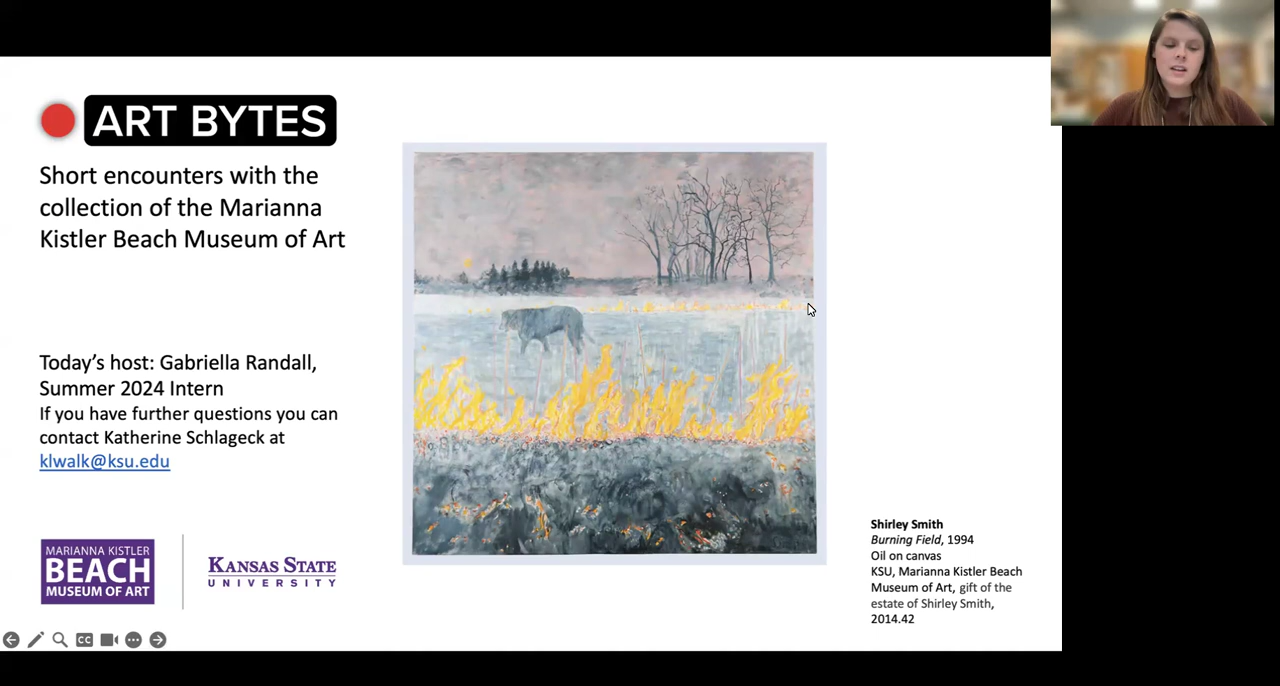 ART BYTES
Short encounters with the
collection of the Marianna
Kistler Beach Museum of Art
Today's host: Gabriella Randall,
Summer 2024 Intern
If you have further questions you can
contact Katherine Schlageck at
klwalk@ksu.edu
MARIANNA KISTLER
BEACH
MUSEUM OF ART
KANSAS STATE
UNIVERSITY
Shirley Smith
Burning Field, 1994
Oil on canvas
KSU, Marianna Kistler Beach
Museum of Art, gift of the
estate of Shirley Smith,
2014.42
CC